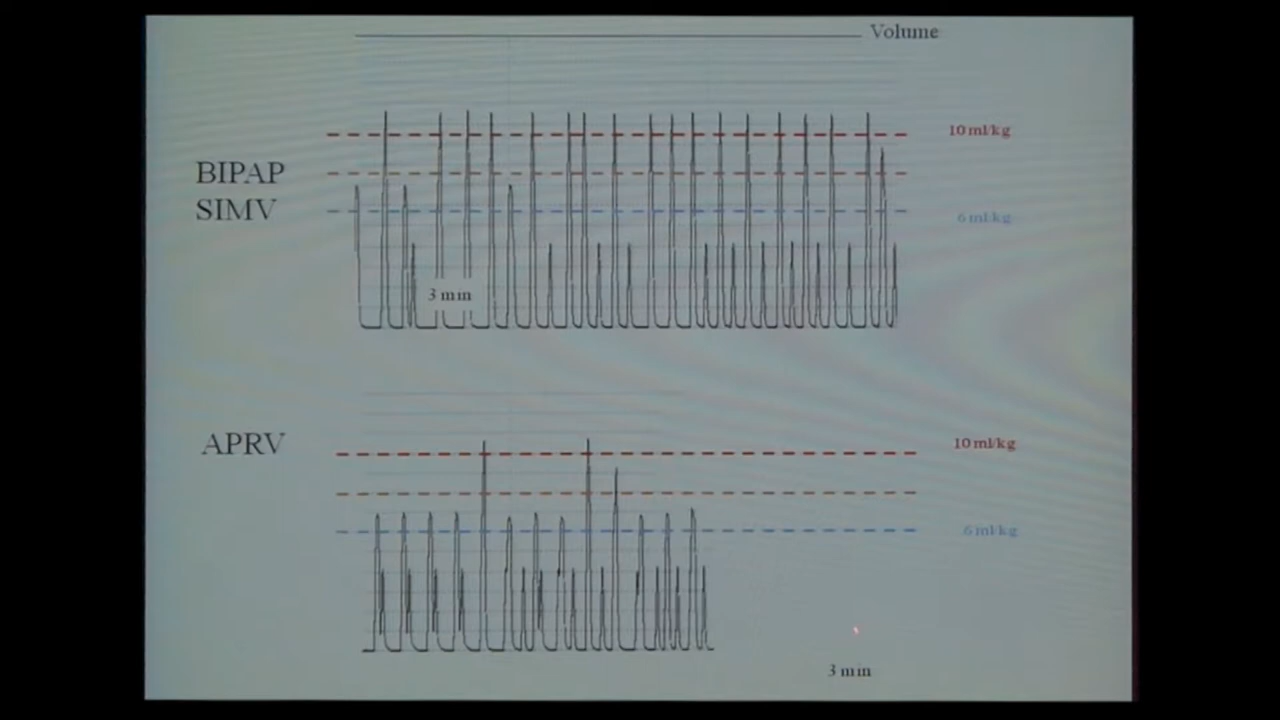 Volume
10 ml/kg
BIPAP
SIMV
6 ml/kg
3 min
APRV
10 ml/kg
6 ml/kg
3 min